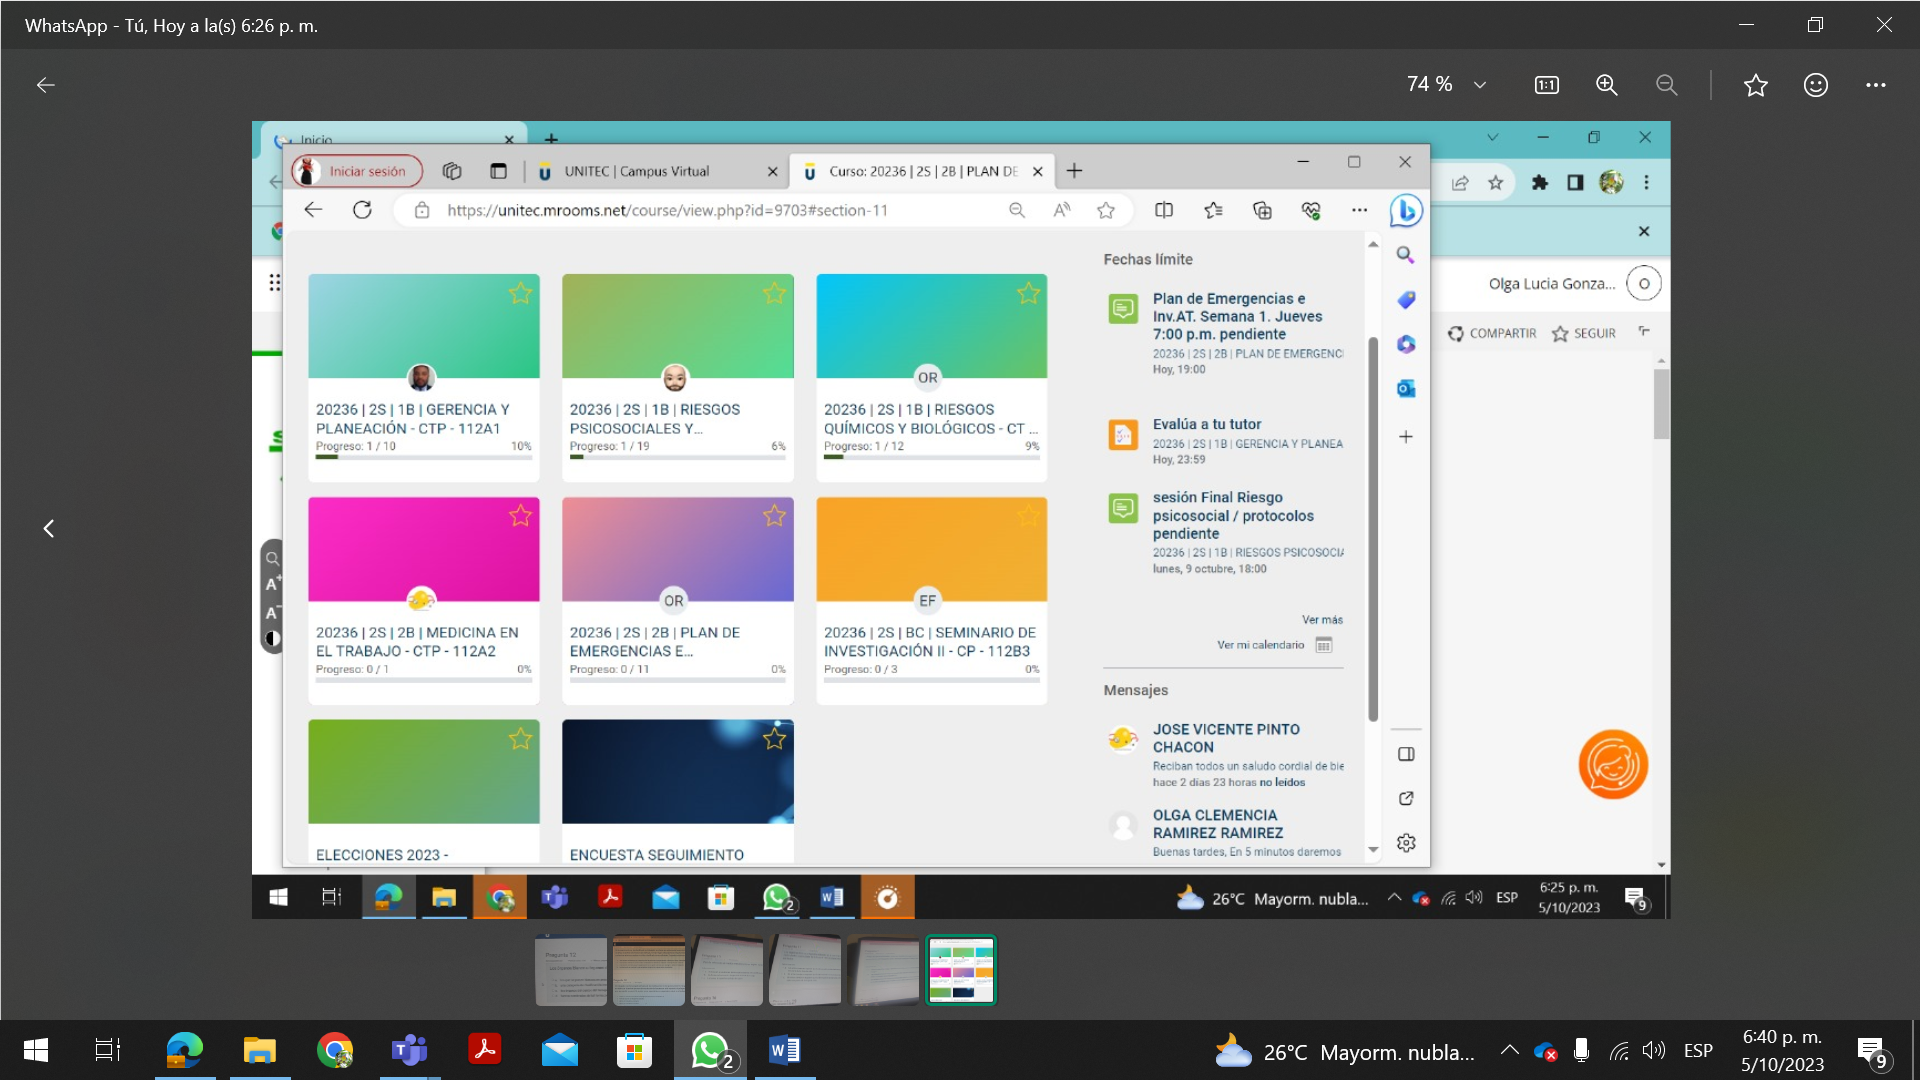 WhatsApp - Tú, Hoy a la(s) 6:26 p. m.
74 %
1:1
Inicio
Iniciar sesión
UNITEC | Campus Virtual
Curso: 20236 | 2S | 2B | PLAN DE
https://unitec.mrooms.net/course/view.php?id=9703#section-11
Olga Lucia Gonza...
O
COMPARTIR
SEGUIR
20236 | 2S | 1B | GERENCIA Y
PLANEACIÓN - CTP - 112A1
Progreso: 1 / 10
10%
20236 | 2S | 1B | RIESGOS
PSICOSOCIALES Y...
Progreso: 1 / 19
6%
OR
20236 | 2S | 1B | RIESGOS
QUÍMICOS Y BIOLÓGICOS - CT ...
Progreso: 1 / 12
9%
20236 | 2S | 2B | MEDICINA EN
EL TRABAJO - CTP - 112A2
Progreso: 0 / 1
0%
OR
20236 | 2S | 2B | PLAN DE
EMERGENCIAS E...
Progreso: 0 / 11
0%
EF
20236 | 2S | BC | SEMINARIO DE
INVESTIGACIÓN II - CP - 112B3
Progreso: 0 / 3
0%
ELECCIONES 2023 -
ENCUESTA SEGUIMIENTO
Fechas límite
Plan de Emergencias e
Inv.AT. Semana 1. Jueves
7:00 p.m. pendiente
20236 | 2S | 2B | PLAN DE EMERGENCI
Hoy, 19:00
Evalúa a tu tutor
20236 | 2S | 1B | GERENCIA Y PLANEA
Hoy, 23:59
sesión Final Riesgo
psicosocial / protocolos
pendiente
20236 | 2S | 1B | RIESGOS PSICOSOCIA
lunes, 9 octubre, 18:00
Ver más
Ver mi calendario
Mensajes
JOSE VICENTE PINTO
CHACON
Reciban todos un saludo cordial de bie
hace 2 días 23 horas no leídos
OLGA CLEMENCIA
RAMIREZ RAMIREZ
Buenas tardes, En 5 minutos daremos
A+
A-
2
26°C Mayorm. nubla...
ESP
6:25 p. m.
5/10/2023
9
2
26°C Mayorm. nubla...
ESP
6:40 p. m.
5/10/2023
9